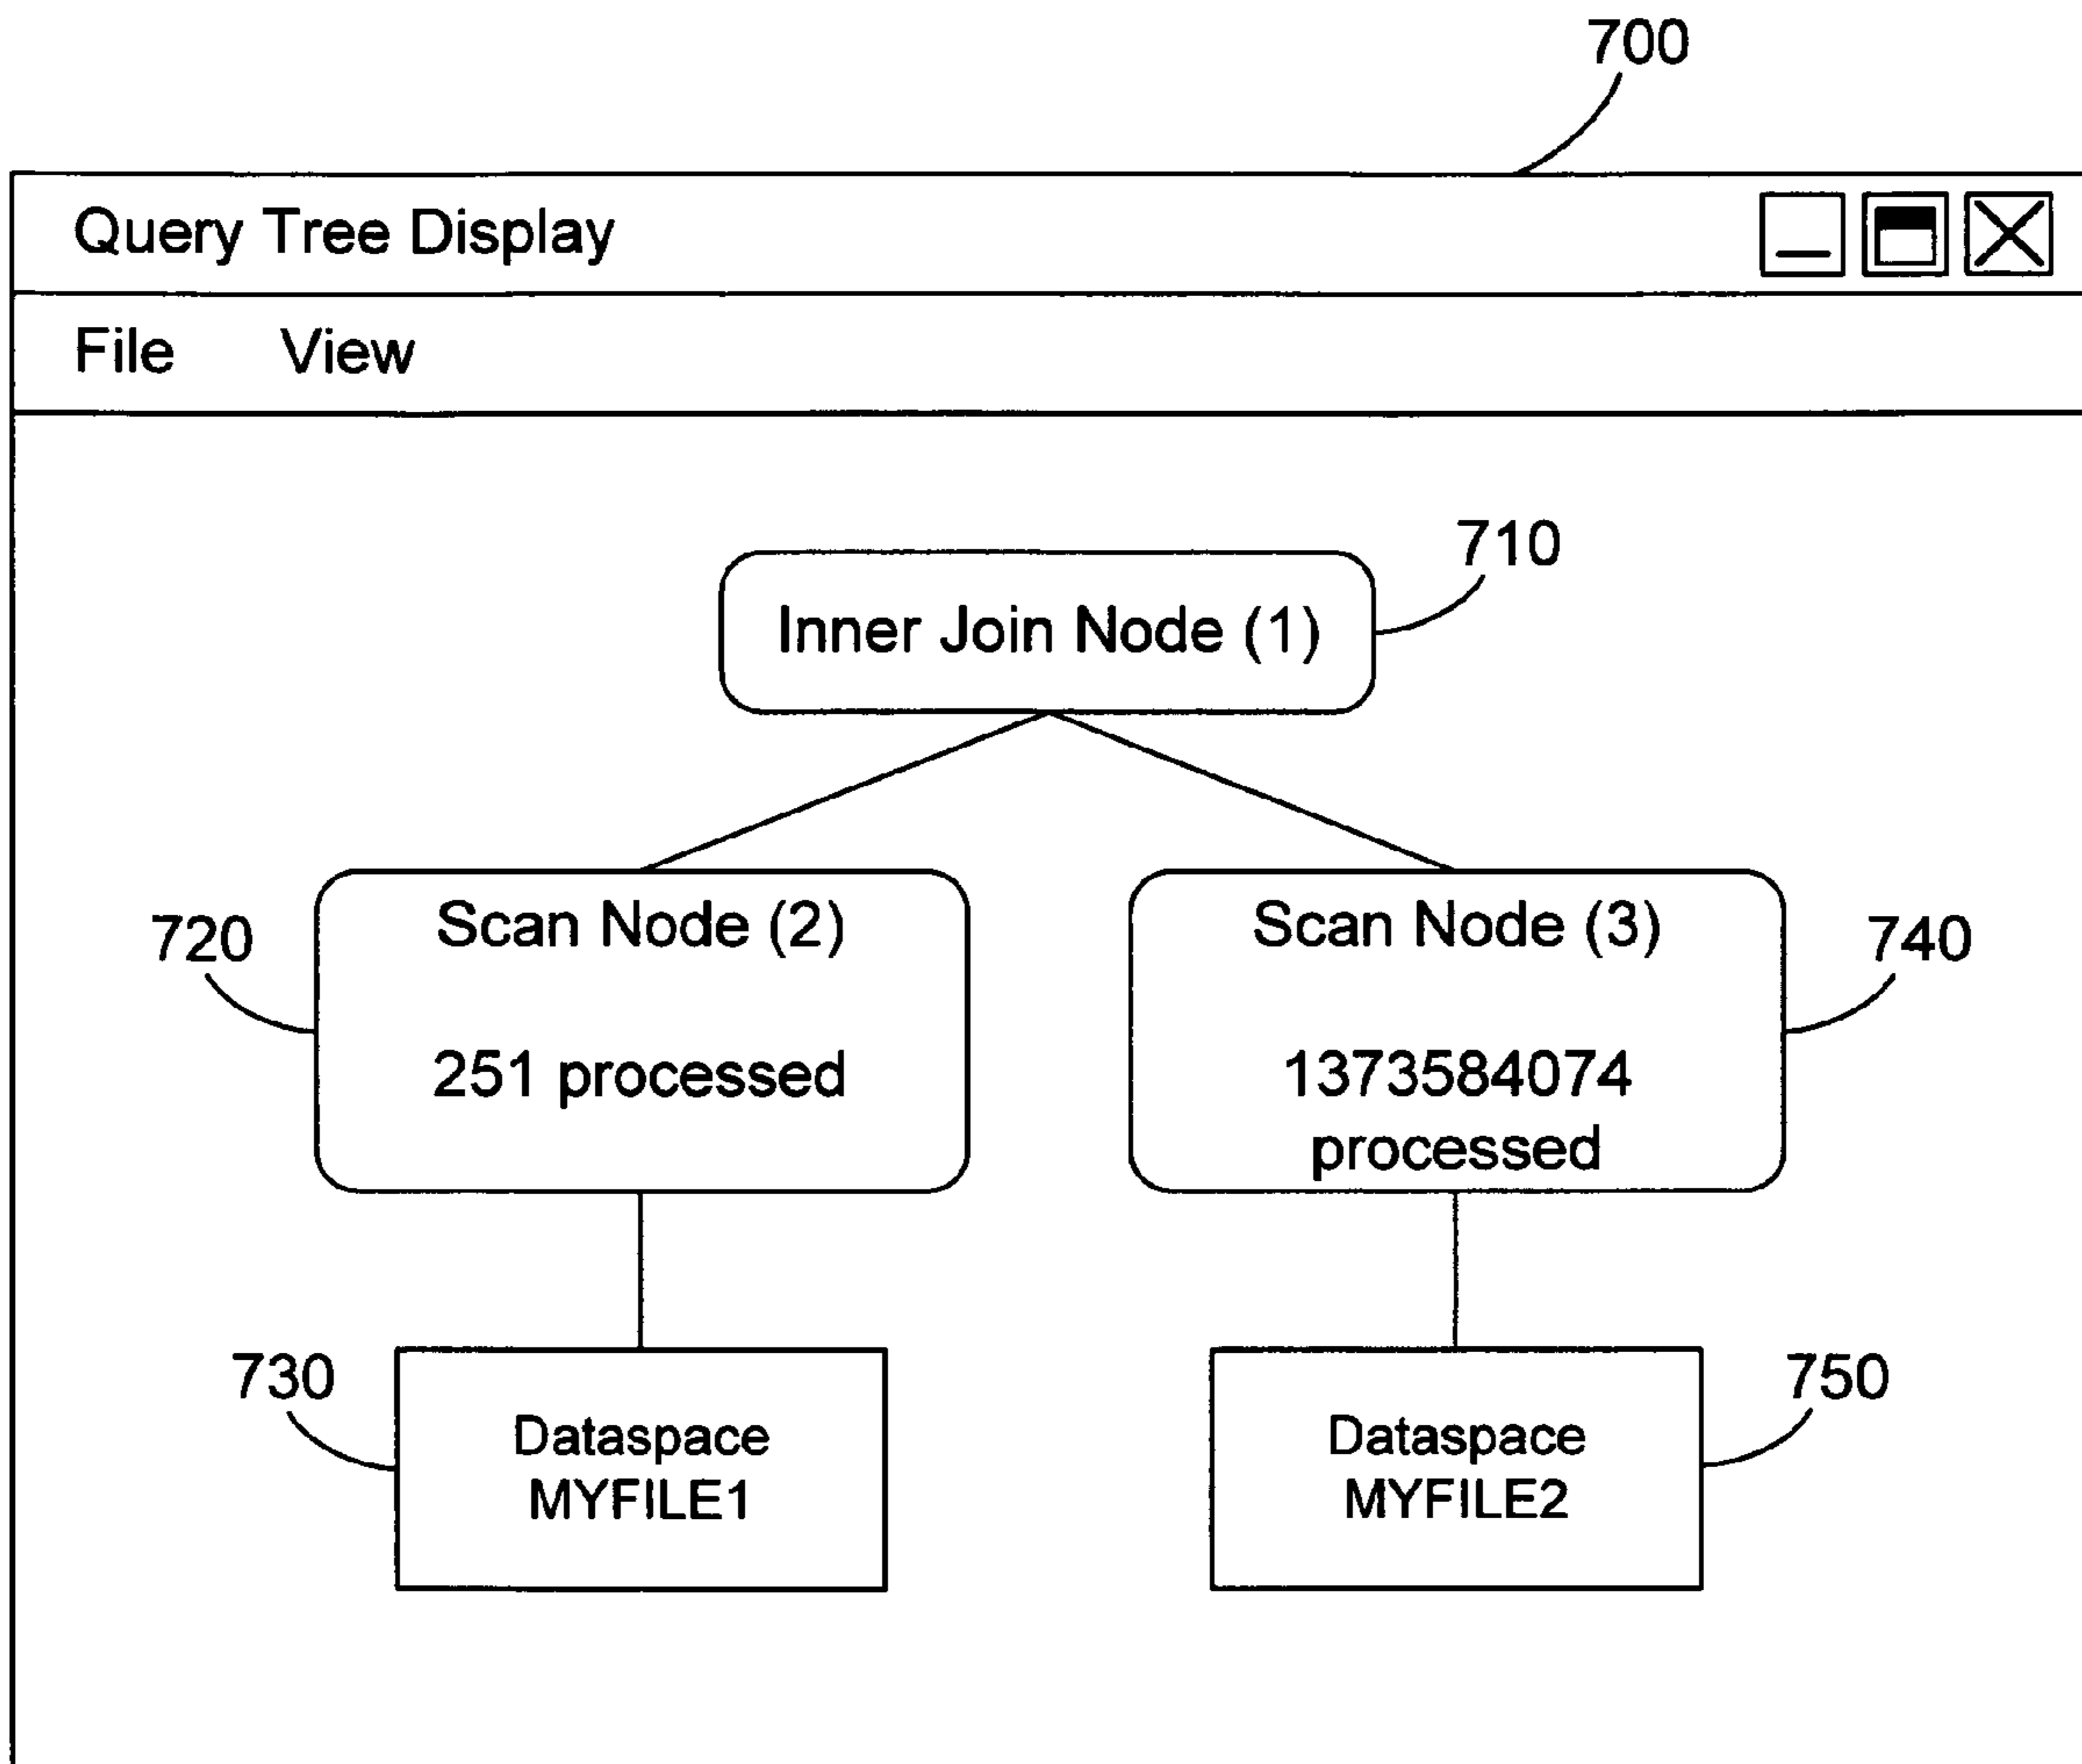 700
Query Tree Display
File View
710
Inner Join Node (1)
720
Scan Node (2)
251 processed
Scan Node (3)
1373584074
processed
740
730
Dataspace
MYFILE1
Dataspace
MYFILE2
750